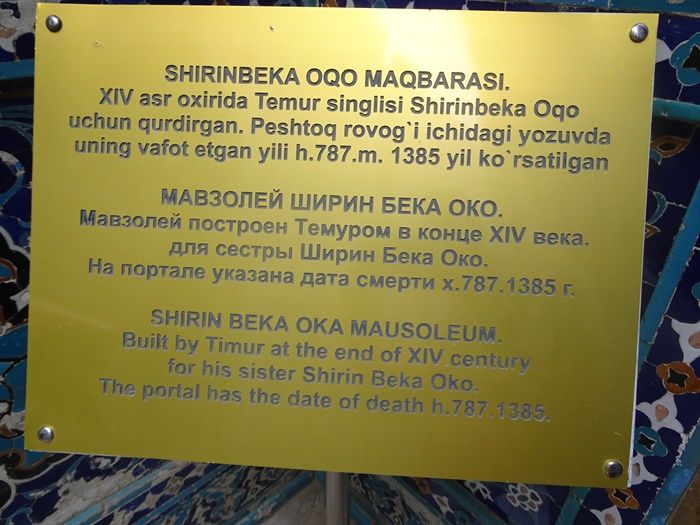 SHIRINBEKA OQO MAQBARASI.
XIV asr oxirida Temur singlisi Shirinbeka Oqo
uchun qurdirgan. Peshtoq rovog`i ichidagi yozuvda
uning vafot etgan yili h.787.m. 1385 yil ko`rsatilgan
МАВЗОЛЕЙ ШИРИН БЕКА ОКО.
Мавзолей построен Темуром в конце XIV века.
для сестры Ширин Бека Око.
На портале указана дата смерти х.787.1385 г.
SHIRIN BEKA OKA MAUSOLEUM.
Built by Timur at the end of XIV century
for his sister Shirin Beka Oko.
The portal has the date of death h.787.1385.